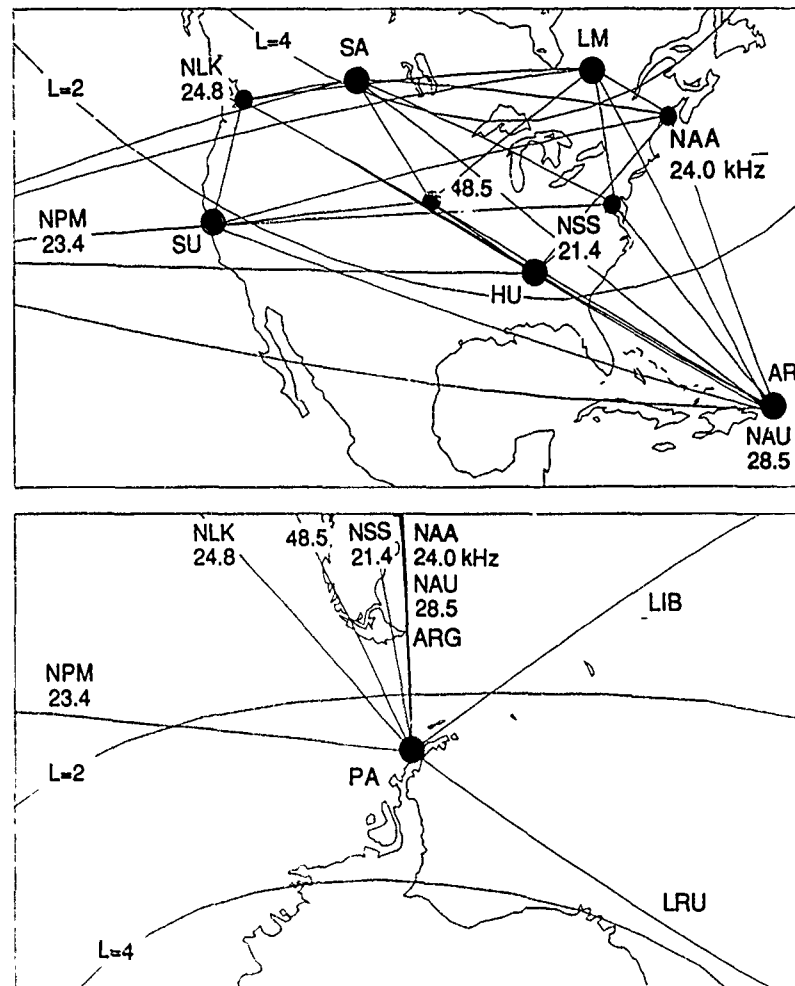 L=4
SA
LM
L=2
NLK
24.8
NAA
24.0 kHz
48.5
NPM
23.4
SU
NSS
21.4
HU
AR
NAU
28.5
NLK
24.8
48.5
NSS
21.4
NAA
24.0 kHz
NAU
28.5
ARG
LIB
NPM
23.4
L=2
PA
LRU
L=4